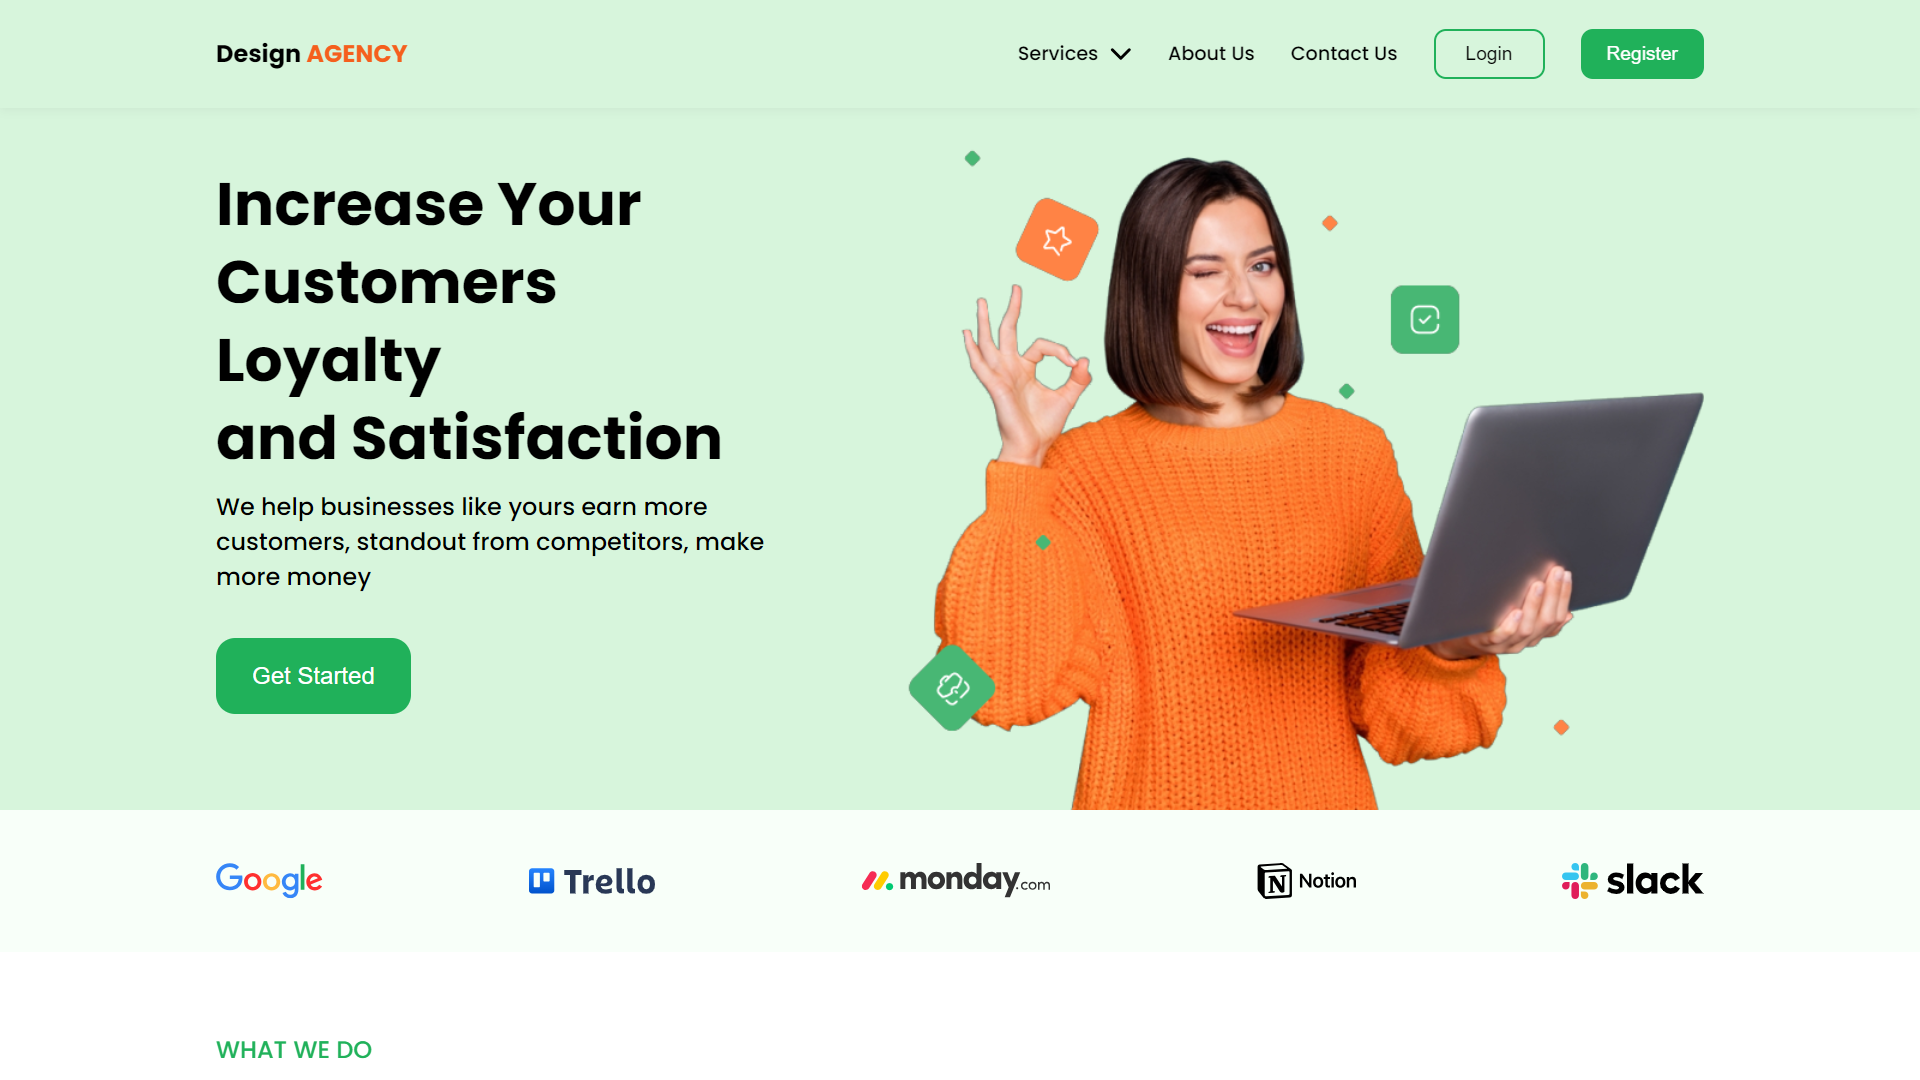 Design AGENCY
Services
About Us
Contact Us
Login
Register
Increase Your
Customers
Loyalty
and Satisfaction
We help businesses like yours earn more
customers, standout from competitors, make
more money
Get Started
Google
Trello
monday.com
Notion
slack
WHAT WE DO